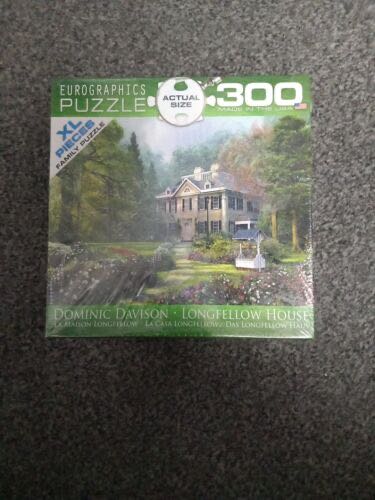 EUROGRAPHICS
PUZZLE
ACTUAL
SIZE
300
MADE IN THE USA
XL
PIECES
FAMILY PUZZLE
DOMINIC DAVISON · LONGFELLOW HOUSE
LA MAISON LONGFELLOW · LA CASA LONGFELLOW · DAS LONGFELLOW HAUS